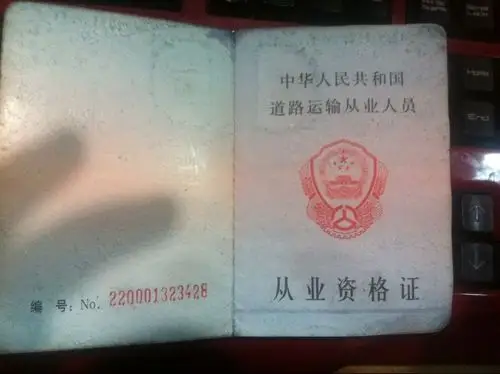 编 号：No. 220001323428
中华人民共和国
道路运输从业人员
从业资格证
End